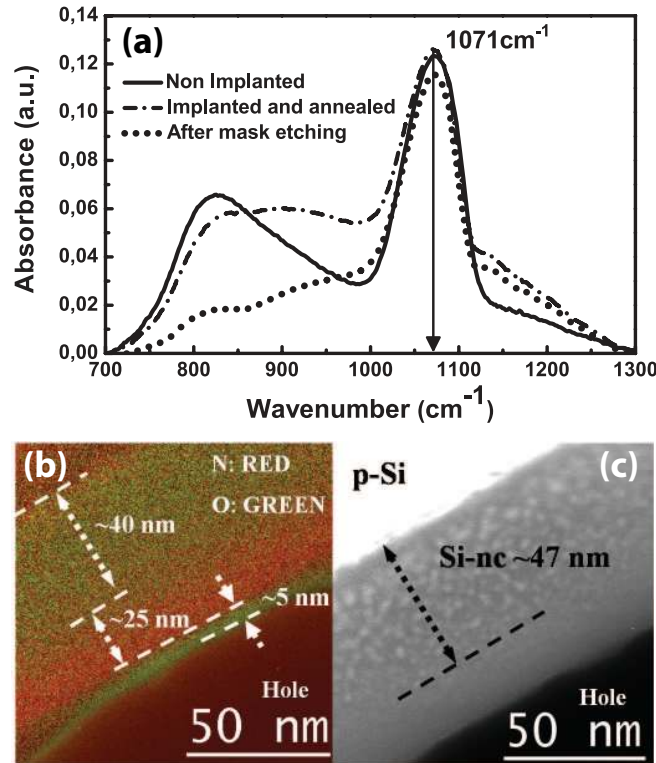 0,14
(a)
1071cm-1
0,12
Non Implanted
0,10
Implanted and annealed
After mask etching
0,08
0,06
0,04
0,02
0,00
Absorbance (a.u.)
700 800 900 1000 1100 1200 1300
Wavenumber (cm-1)
(b)
N: RED
O: GREEN
~40 nm
~25 nm
~5 nm
Hole
50 nm
(c)
p-Si
Si-nc ~47 nm
Hole
50 nm